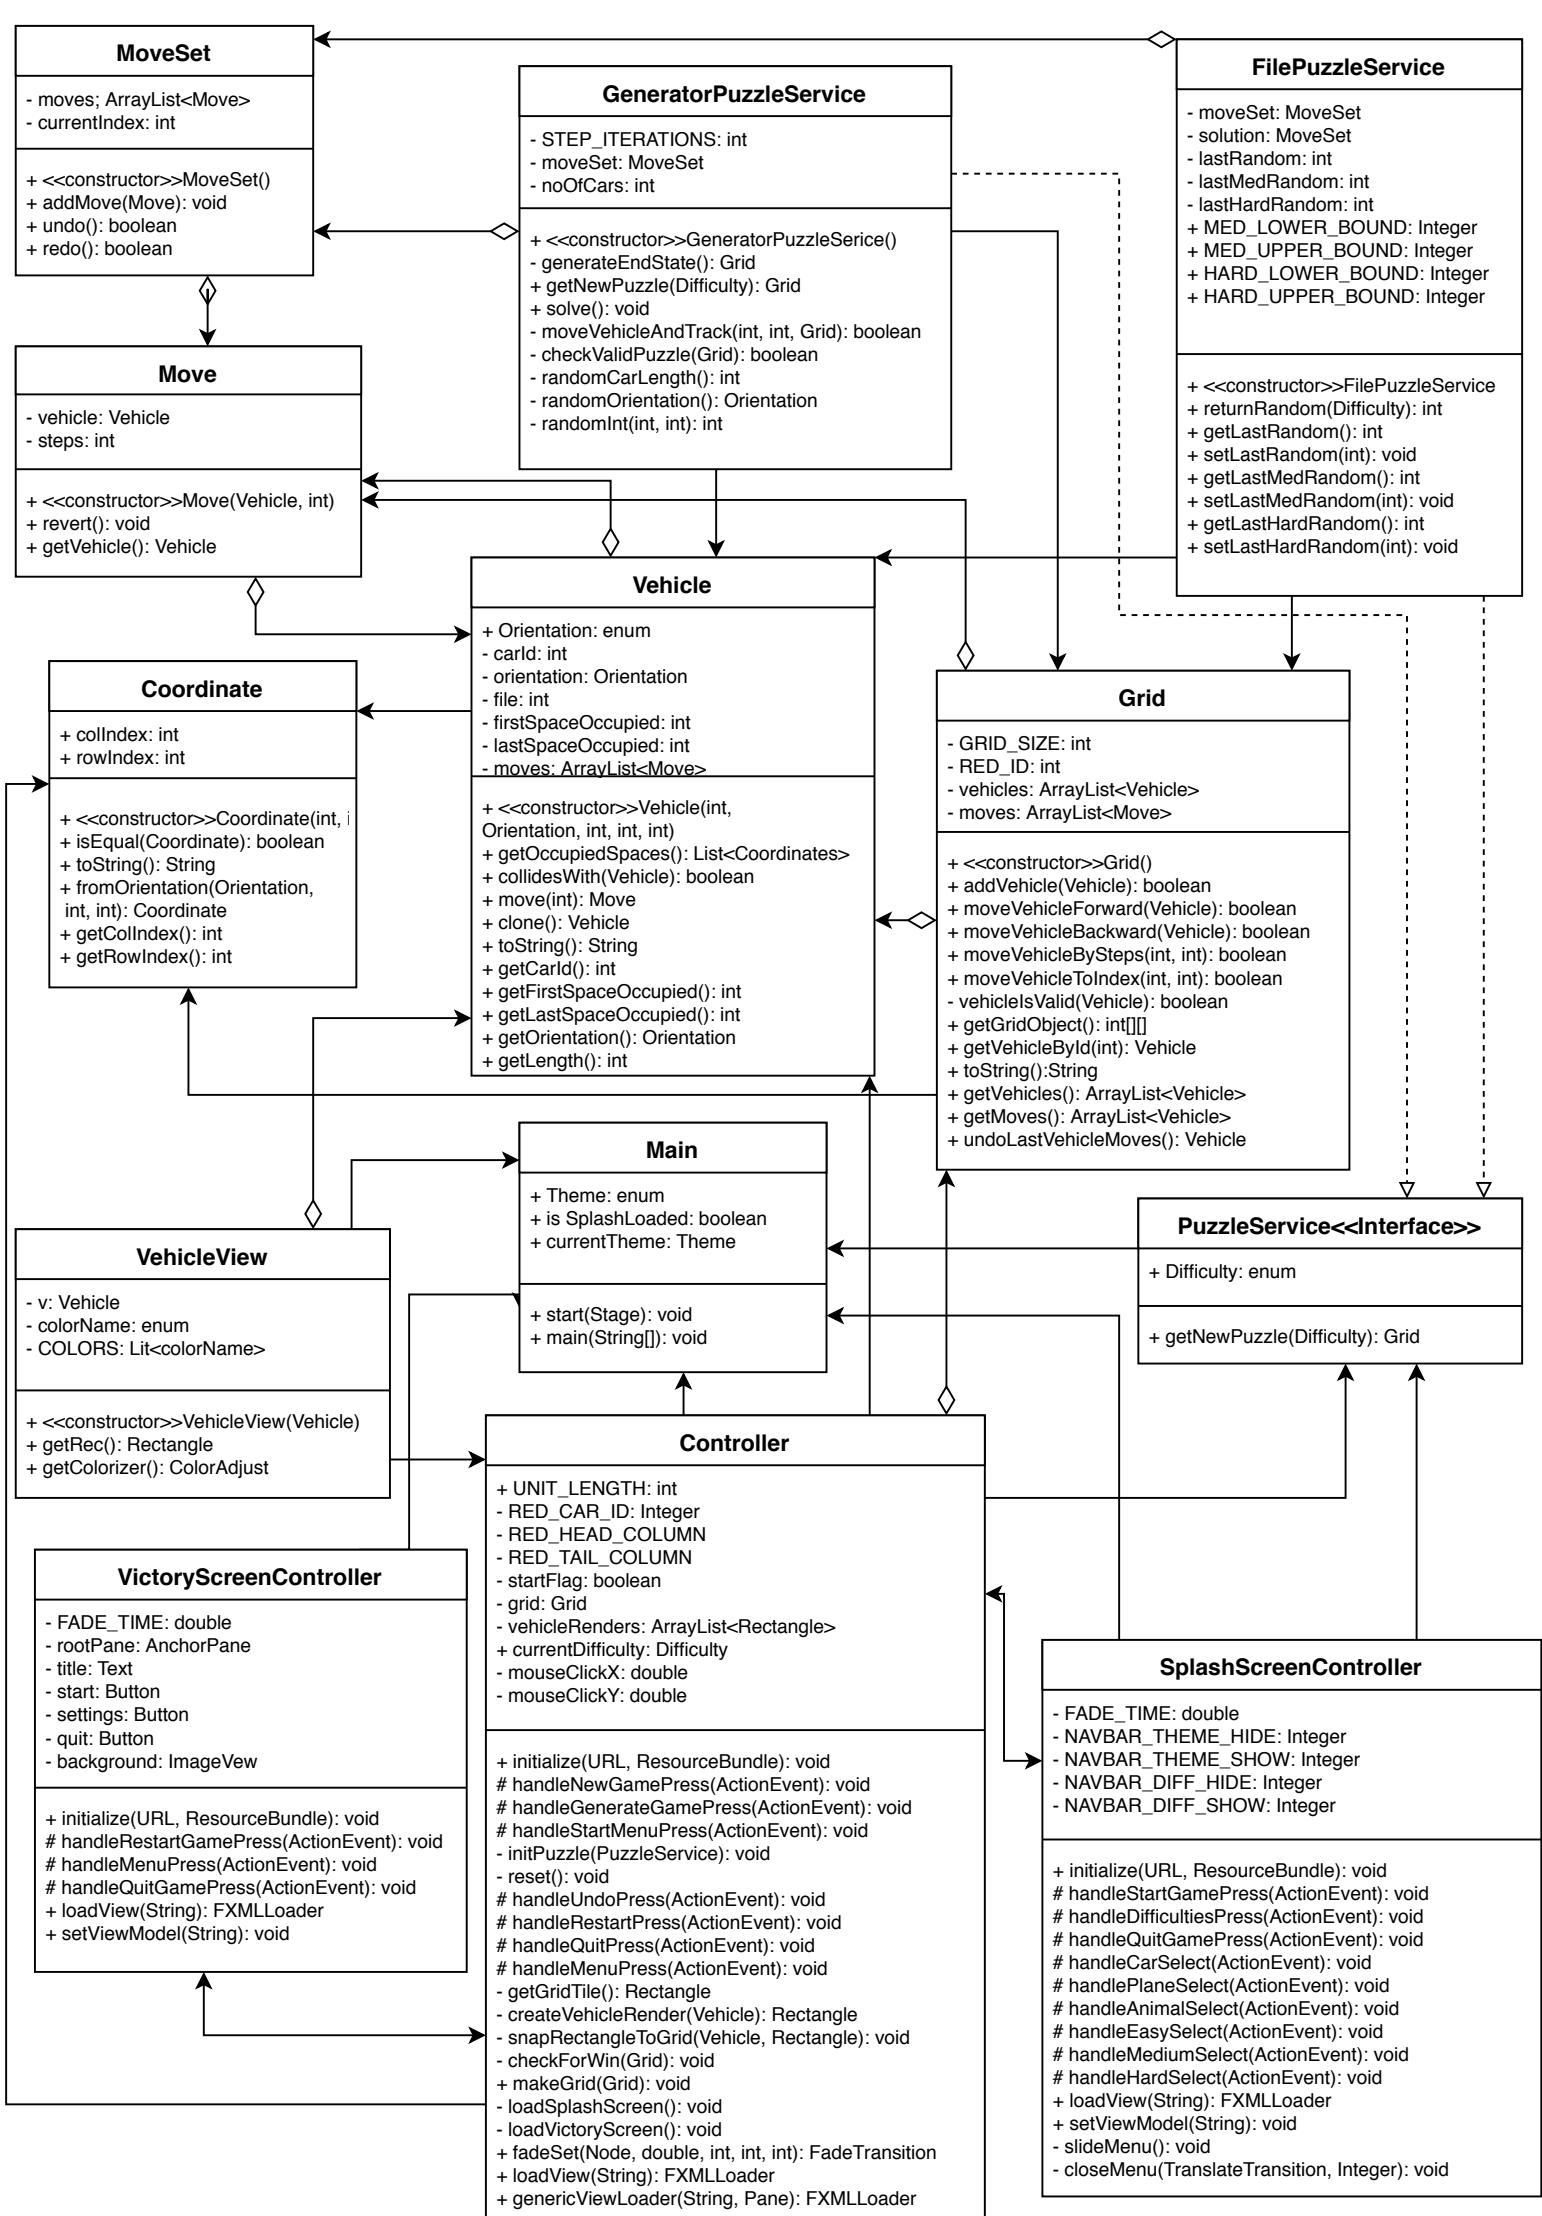 MoveSet
- moves; ArrayList<Move>
- currentIndex: int
+ <<constructor>>MoveSet()
+ addMove(Move): void
+ undo(): boolean
+ redo(): boolean
GeneratorPuzzleService
- STEP_ITERATIONS: int
- moveSet: MoveSet
- noOfCars: int
+ <<constructor>>GeneratorPuzzleSerice()
- generateEndState(): Grid
+ getNewPuzzle(Difficulty): Grid
+ solve(): void
- moveVehicleAndTrack(int, int, Grid): boolean
- checkValidPuzzle(Grid): boolean
- randomCarLength(): int
- randomOrientation(): Orientation
- randomInt(int, int): int
FilePuzzleService
- moveSet: MoveSet
- solution: MoveSet
- lastRandom: int
- lastMedRandom: int
- lastHardRandom: int
+ MED_LOWER_BOUND: Integer
+ MED_UPPER_BOUND: Integer
+ HARD_LOWER_BOUND: Integer
+ HARD_UPPER_BOUND: Integer
+ <<constructor>>FilePuzzleService
+ returnRandom(Difficulty): int
+ getLastRandom(): int
+ setLastRandom(int): void
+ getLastMedRandom(): int
+ setLastMedRandom(int): void
+ getLastHardRandom(): int
+ setLastHardRandom(int): void
Move
- vehicle: Vehicle
- steps: int
+ <<constructor>>Move(Vehicle, int)
+ revert(): void
+ getVehicle(): Vehicle
Vehicle
+ Orientation: enum
- carId: int
- orientation: Orientation
- file: int
- firstSpaceOccupied: int
- lastSpaceOccupied: int
- moves: ArrayList<Move>
+ <<constructor>>Vehicle(int,
Orientation, int, int, int)
+ getOccupiedSpaces(): List<Coordinates>
+ collidesWith(Vehicle): boolean
+ move(int): Move
+ clone(): Vehicle
+ toString(): String
+ getCarId(): int
+ getFirstSpaceOccupied(): int
+ getLastSpaceOccupied(): int
+ getOrientation(): Orientation
+ getLength(): int
Coordinate
+ colIndex: int
+ rowIndex: int
+ <<constructor>>Coordinate(int, i
+ isEqual(Coordinate): boolean
+ toString(): String
+ fromOrientation(Orientation,
int, int): Coordinate
+ getColIndex(): int
+ getRowIndex(): int
Grid
- GRID_SIZE: int
- RED_ID: int
- vehicles: ArrayList<Vehicle>
- moves: ArrayList<Move>
+ <<constructor>>Grid()
+ addVehicle(Vehicle): boolean
+ moveVehicleForward(Vehicle): boolean
+ moveVehicleBackward(Vehicle): boolean
+ moveVehicleBySteps(int, int): boolean
+ moveVehicleToIndex(int, int): boolean
- vehicleIsValid(Vehicle): boolean
+ getGridObject(): int[][]
+ getVehicleById(int): Vehicle
+ toString():String
+ getVehicles(): ArrayList<Vehicle>
+ getMoves(): ArrayList<Vehicle>
+ undoLastVehicleMoves(): Vehicle
Main
+ Theme: enum
+ is SplashLoaded: boolean
+ currentTheme: Theme
+ start(Stage): void
+ main(String[]): void
PuzzleService<<Interface>>
+ Difficulty: enum
+ getNewPuzzle(Difficulty): Grid
VehicleView
- v: Vehicle
- colorName: enum
- COLORS: Lit<colorName>
+ <<constructor>>VehicleView(Vehicle)
+ getRec(): Rectangle
+ getColorizer(): ColorAdjust
Controller
+ UNIT_LENGTH: int
- RED_CAR_ID: Integer
- RED_HEAD_COLUMN
- RED_TAIL_COLUMN
- startFlag: boolean
- grid: Grid
- vehicleRenders: ArrayList<Rectangle>
+ currentDifficulty: Difficulty
- mouseClickX: double
- mouseClickY: double
+ initialize(URL, ResourceBundle): void
# handleNewGamePress(ActionEvent): void
# handleGenerateGamePress(ActionEvent): void
# handleStartMenuPress(ActionEvent): void
- initPuzzle(PuzzleService): void
- reset(): void
# handleUndoPress(ActionEvent): void
# handleRestartPress(ActionEvent): void
# handleQuitPress(ActionEvent): void
# handleMenuPress(ActionEvent): void
- getGridTile(): Rectangle
- createVehicleRender(Vehicle): Rectangle
- snapRectangleToGrid(Vehicle, Rectangle): void
- checkForWin(Grid): void
+ makeGrid(Grid): void
- loadSplashScreen(): void
- loadVictoryScreen(): void
+ fadeSet(Node, double, int, int, int): FadeTransition
+ loadView(String): FXMLLoader
+ genericViewLoader(String, Pane): FXMLLoader
VictoryScreenController
- FADE_TIME: double
- rootPane: AnchorPane
- title: Text
- start: Button
- settings: Button
- quit: Button
- background: ImageVew
+ initialize(URL, ResourceBundle): void
# handleRestartGamePress(ActionEvent): void
# handleMenuPress(ActionEvent): void
# handleQuitGamePress(ActionEvent): void
+ loadView(String): FXMLLoader
+ setViewModel(String): void
SplashScreenController
- FADE_TIME: double
- NAVBAR_THEME_HIDE: Integer
- NAVBAR_THEME_SHOW: Integer
- NAVBAR_DIFF_HIDE: Integer
- NAVBAR_DIFF_SHOW: Integer
+ initialize(URL, ResourceBundle): void
# handleStartGamePress(ActionEvent): void
# handleDifficultiesPress(ActionEvent): void
# handleQuitGamePress(ActionEvent): void
# handleCarSelect(ActionEvent): void
# handlePlaneSelect(ActionEvent): void
# handleAnimalSelect(ActionEvent): void
# handleEasySelect(ActionEvent): void
# handleMediumSelect(ActionEvent): void
# handleHardSelect(ActionEvent): void
+ loadView(String): FXMLLoader
+ setViewModel(String): void
- slideMenu(): void
- closeMenu(TranslateTransition, Integer): void